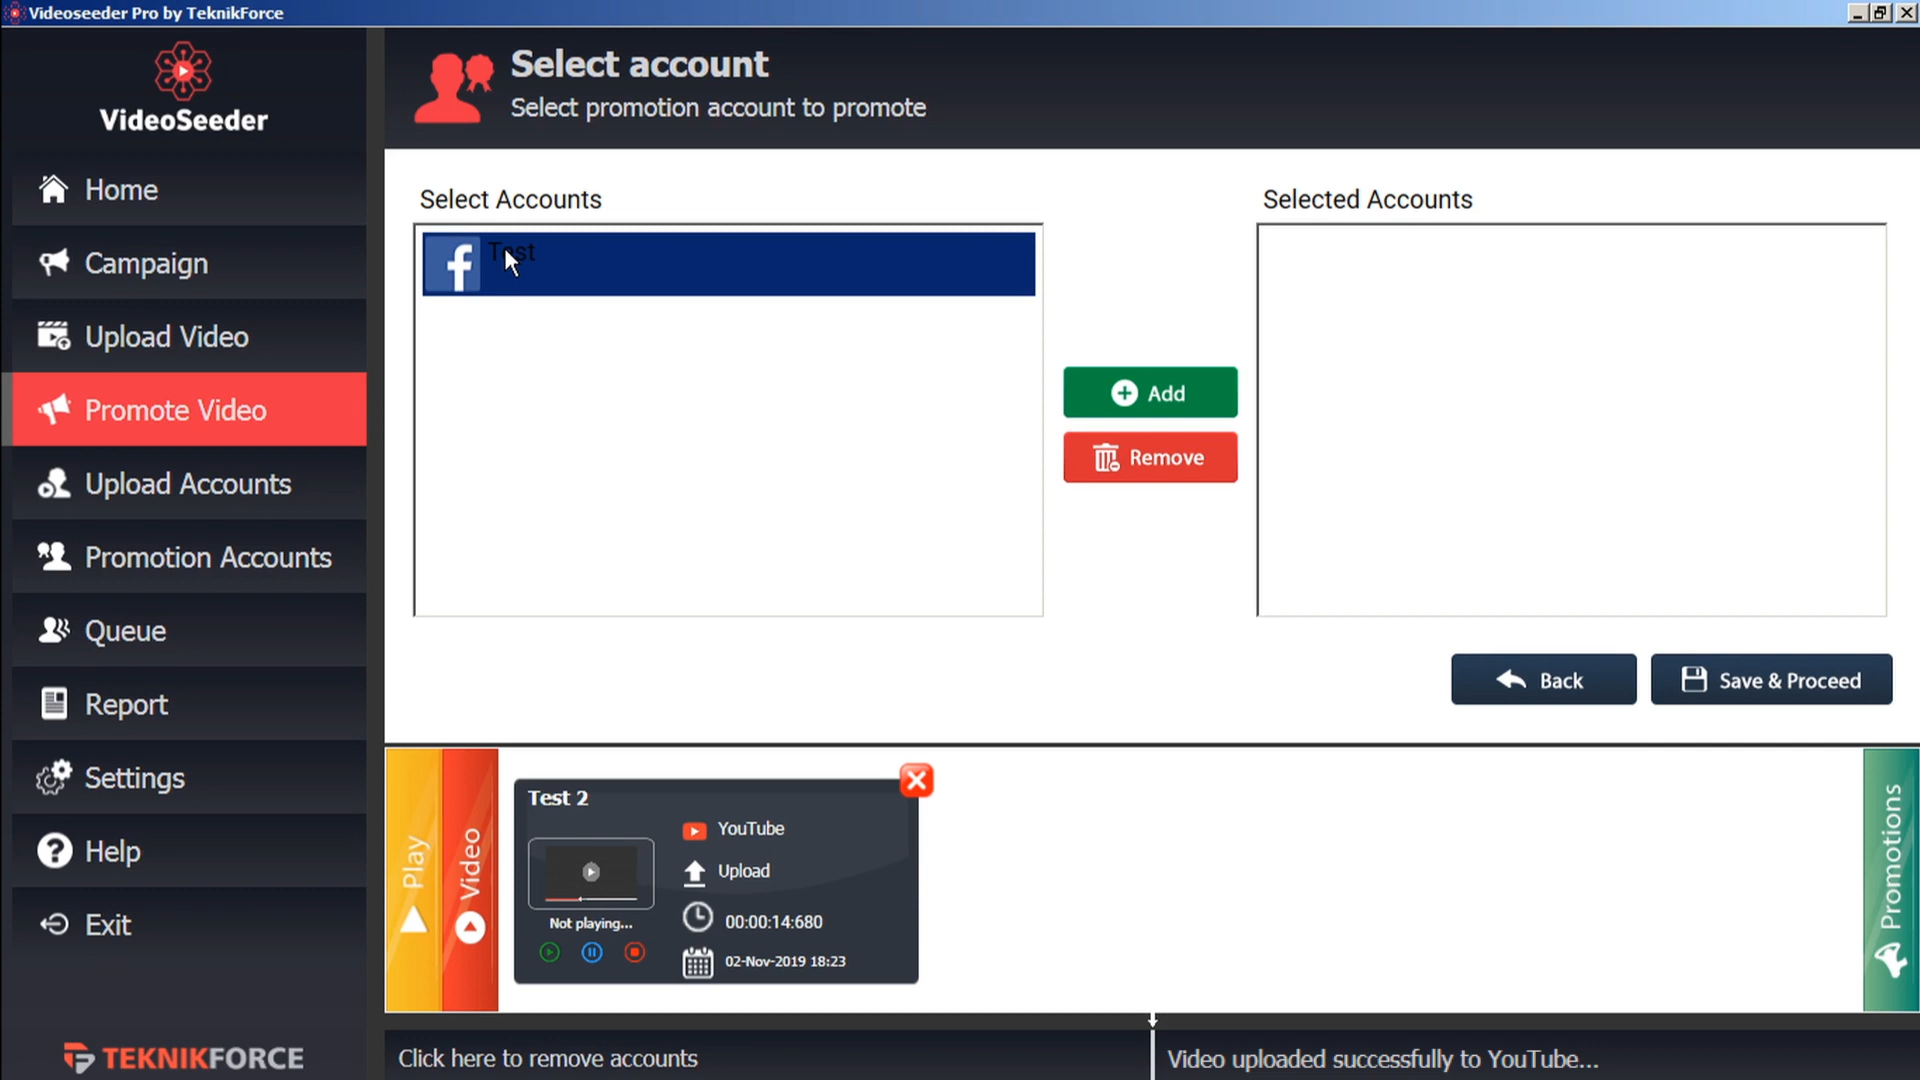 Videoseeder Pro by TeknikForce
VideoSeeder
Home
Campaign
Upload Video
Promote Video
Upload Accounts
Promotion Accounts
Queue
Report
Settings
Help
Exit
TEKNIKFORCE
Select account
Select promotion account to promote
Select Accounts
Test
Add
Remove
Selected Accounts
Back
Save & Proceed
Play
Video
Test 2
Not playing...
YouTube
Upload
00:00:14:680
02-Nov-2019 18:23
Promotions
Click here to remove accounts
Video uploaded successfully to YouTube...